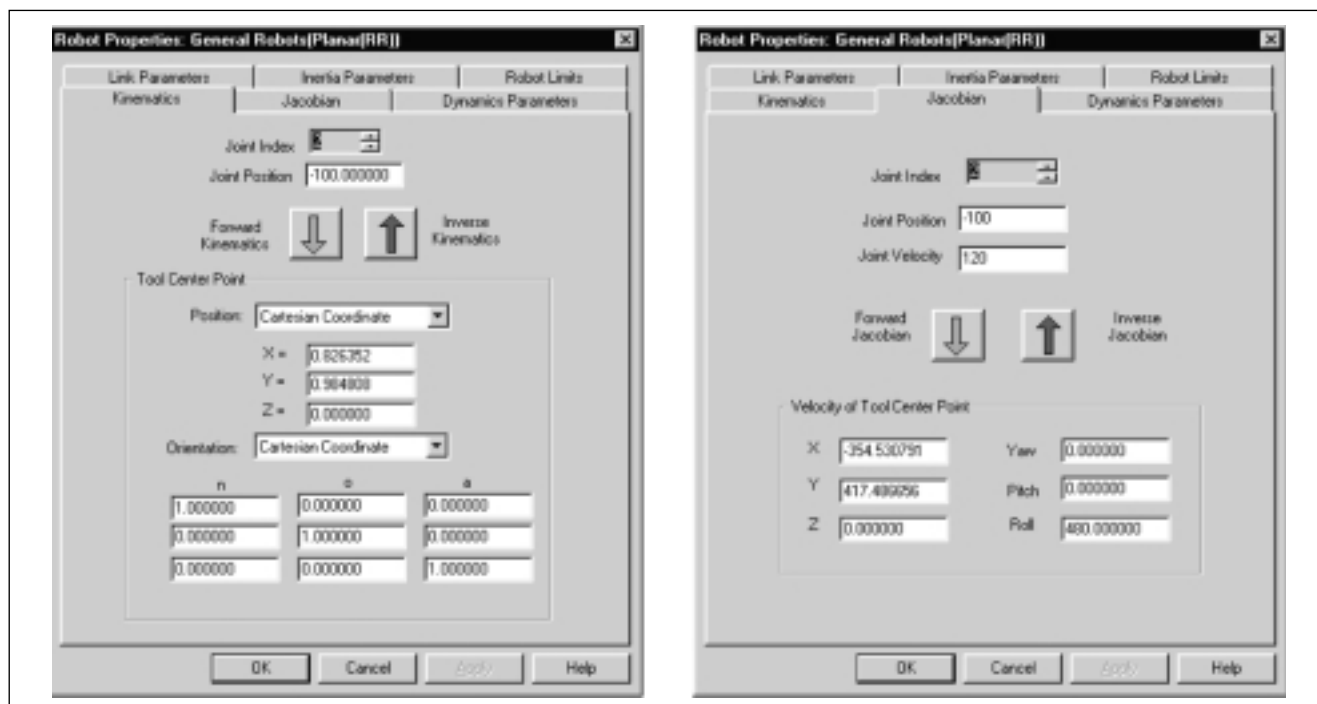 Robot Properties: General Robots[Planar(RR)]
Link Parameters
Inertia Parameters
Robot Limits
Kinematics
Jacobian
Dynamics Parameters
Joint Index
Joint Position
-100.000000
Forward
Kinematics
Inverse
Kinematics
Tool Center Point
Position:
Cartesian Coordinate
X =
0.826352
Y =
0.984808
Z =
0.000000
Orientation:
Cartesian Coordinate
n
o
a
1.000000
0.000000
0.000000
0.000000
1.000000
0.000000
0.000000
0.000000
1.000000
OK
Cancel
Apply
Help
Robot Properties: General Robots[Planar(RR)]
Link Parameters
Inertia Parameters
Robot Limits
Kinematics
Jacobian
Dynamics Parameters
Joint Index
Joint Position
-100
Joint Velocity
120
Forward
Jacobian
Inverse
Jacobian
Velocity of Tool Center Point
X
-354.530791
Yaw
0.000000
Y
417.486656
Pitch
0.000000
Z
0.000000
Roll
480.000000
OK
Cancel
Apply
Help